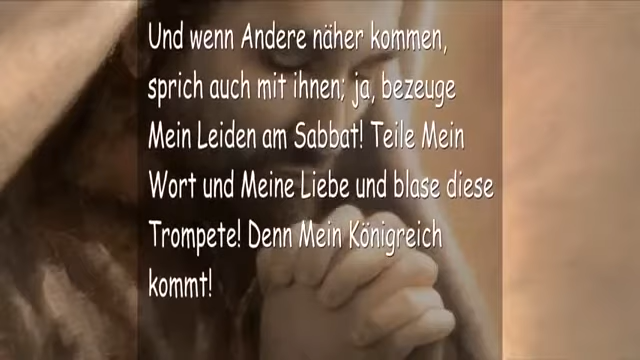 Und wenn Andere näher kommen,
sprich auch mit ihnen; ja, bezeuge
Mein Leiden am Sabbat! Teile Mein
Wort und Meine Liebe und blase diese
Trompete! Denn Mein Königreich
kommt!